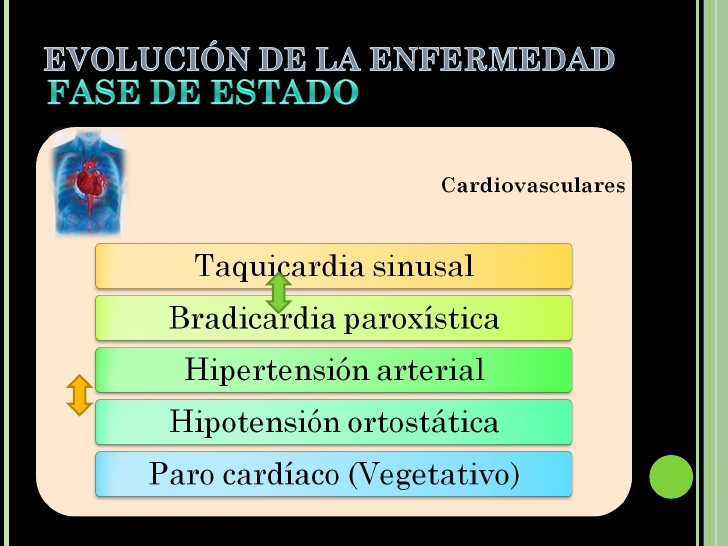 EVOLUCIÓN DE LA ENFERMEDAD
FASE DE ESTADO
Cardiovasculares
Taquicardia sinusal
Bradicardia paroxística
Hipertensión arterial
Hipotensión ortostática
Paro cardíaco (Vegetativo)